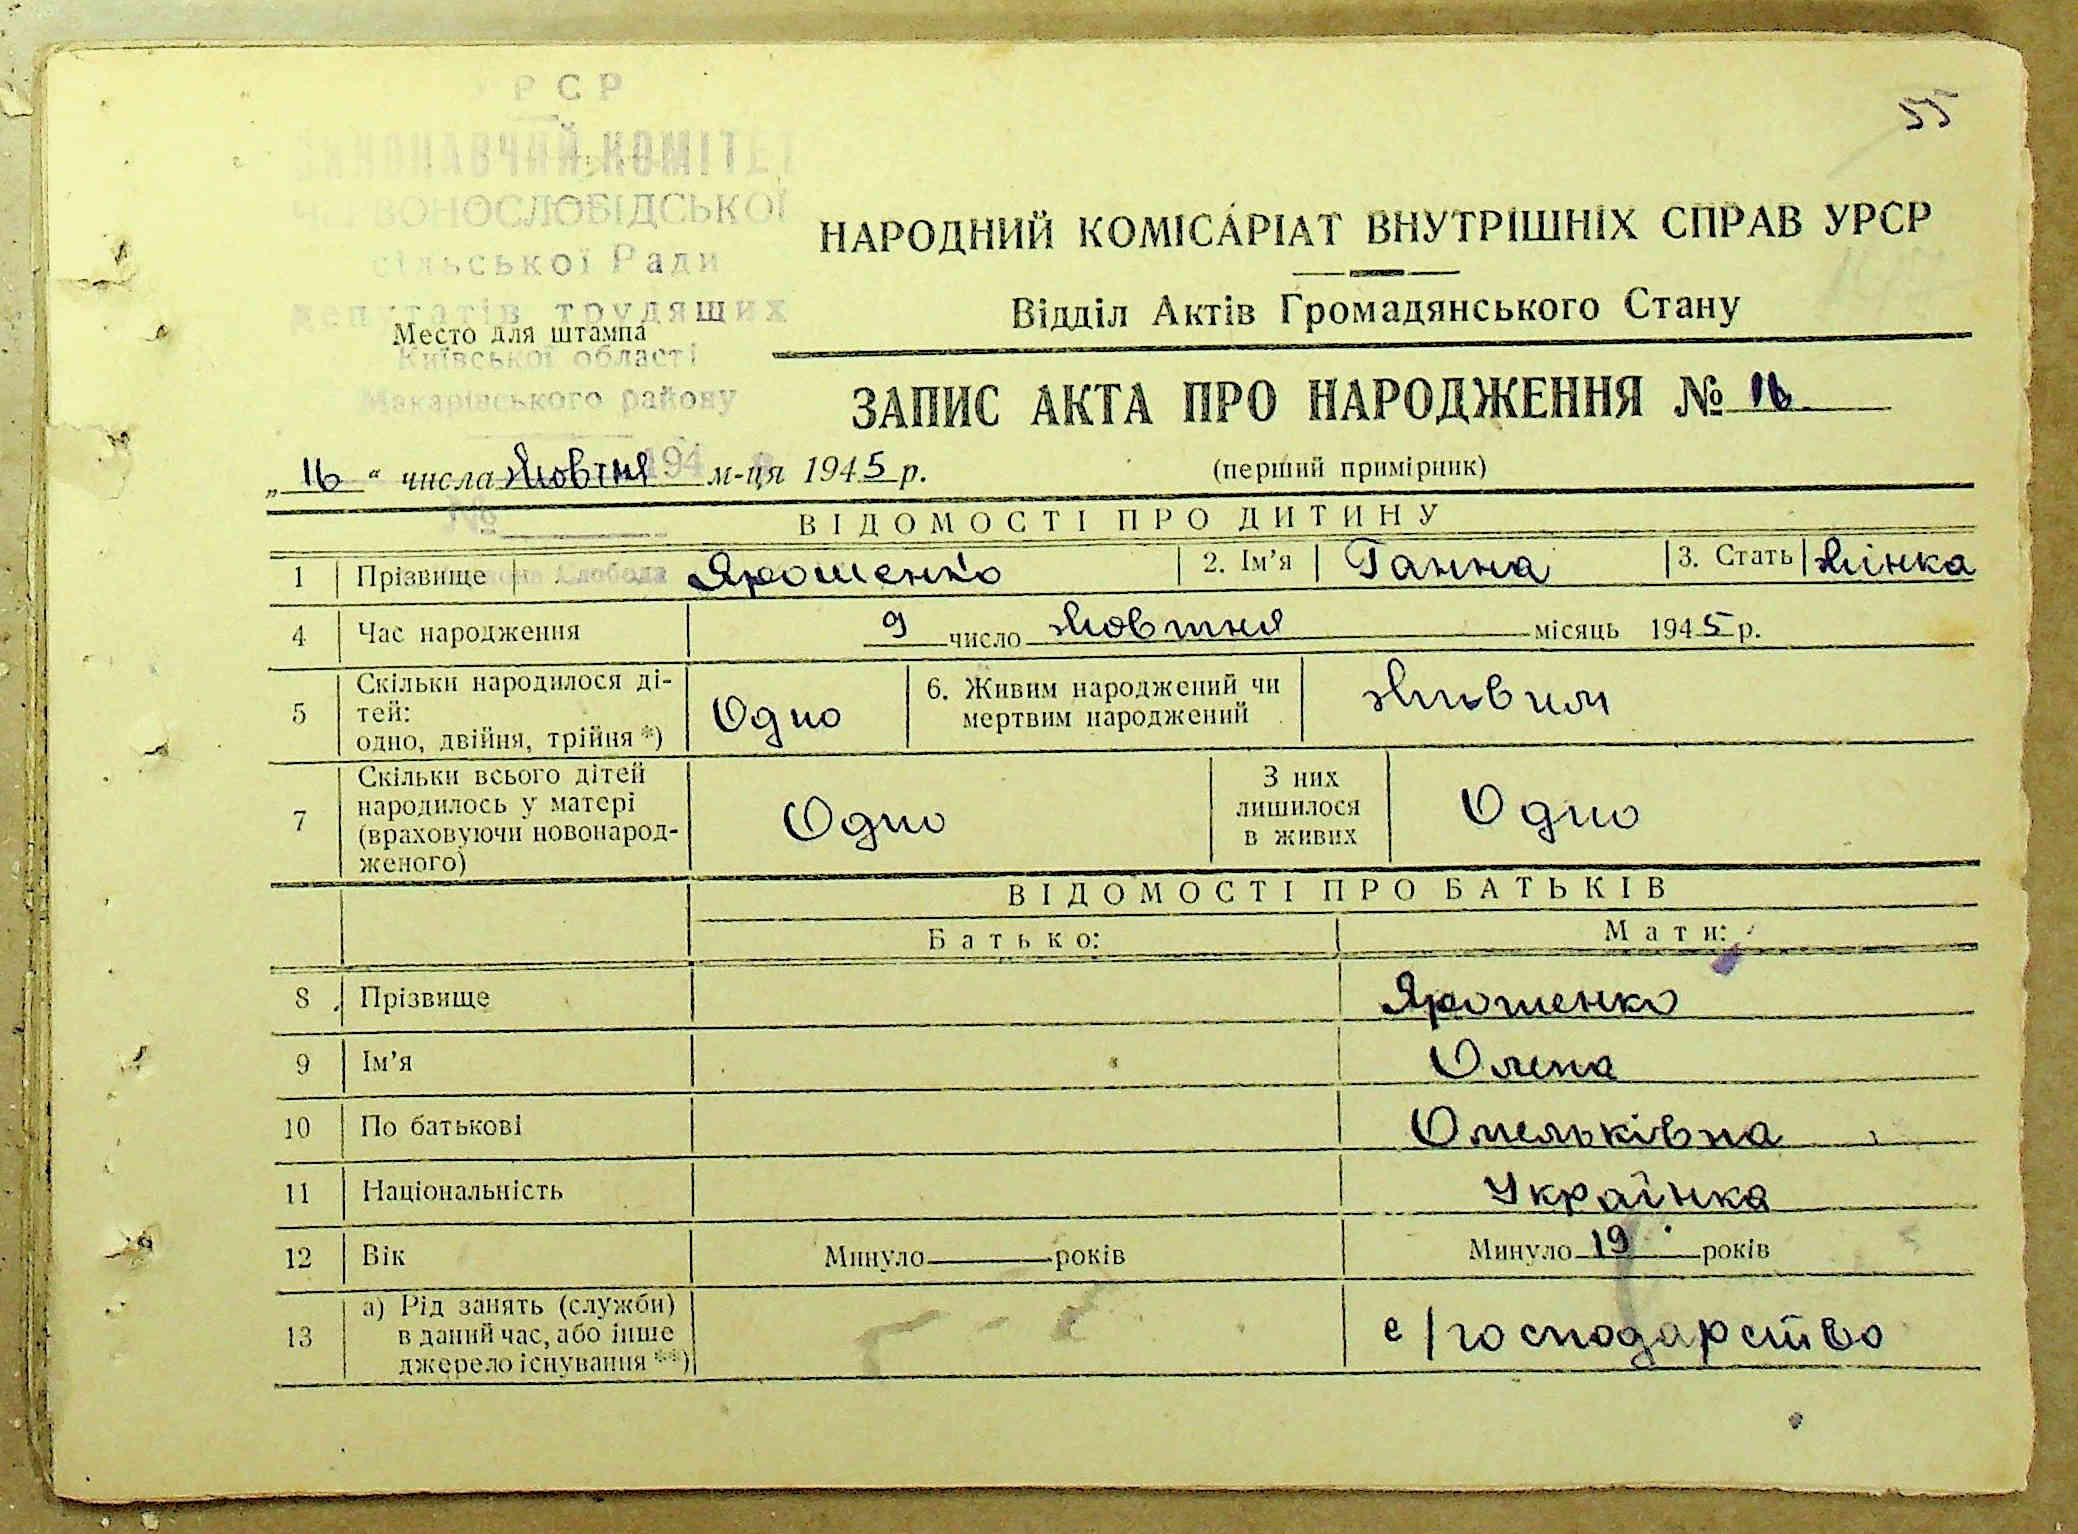 РСР
55
ВИКОНАВЧИЙ КОМІТЕТ
ЧЕРВОНОСЛОБІДСЬКОЇ
сільської Ради
депутатів трудящих
Место для штампа
Київської області
Макарівського району
194
№
НАРОДНИЙ КОМІСАРІАТ ВНУТРІШНІХ СПРАВ УРСР
Відділ Актів Громадянського Стану
ЗАПИС АКТА ПРО НАРОДЖЕННЯ № 16
„ 16 “ числа жовтня м-ця 1945 р. (перший примірник)
ВІДОМОСТІ ПРО ДИТИНУ
1 Прізвище Ярошенко 2. Ім’я Ганна 3. Стать жінка
Слобода
4 Час народження 9 число жовтня місяць 1945 р.
5 Скільки народилося ді-
тей:
одно, двійня, трійня *) Одно
6. Живим народжений чи
мертвим народжений живим
7 Скільки всього дітей
народилось у матері
(враховуючи новонарод-
женого) Одно
З них
лишилося
в живих Одно
ВІДОМОСТІ ПРО БАТЬКІВ
Батько: Мати:
8 Прізвище Ярошенко
9 Ім’я Олена
10 По батькові Омельківна
11 Національність Українка
12 Вік Минуло років Минуло 19 років
13 а) Рід занять (служби)
в даний час, або інше
джерело існування **) с/господарство